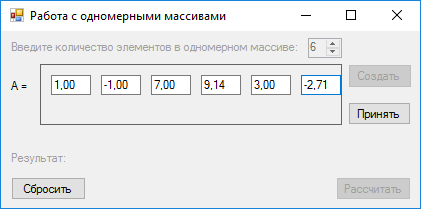 Работа с одномерными массивами
Введите количество элементов в одномерном массиве: 6
A = 1,00 -1,00 7,00 9,14 3,00 -2,71
Создать
Принять
Результат:
Сбросить Рассчитать